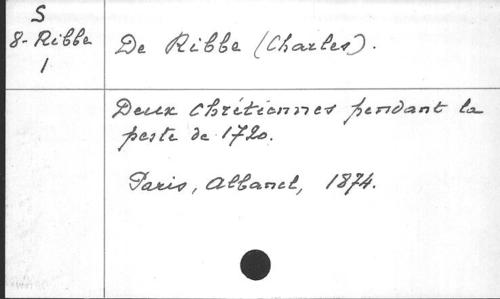 S
8-Ribbe
1
De Ribbe (Charles).
Deux chrétiennes pendant la
peste de 1720.
Paris, Albanel, 1874.